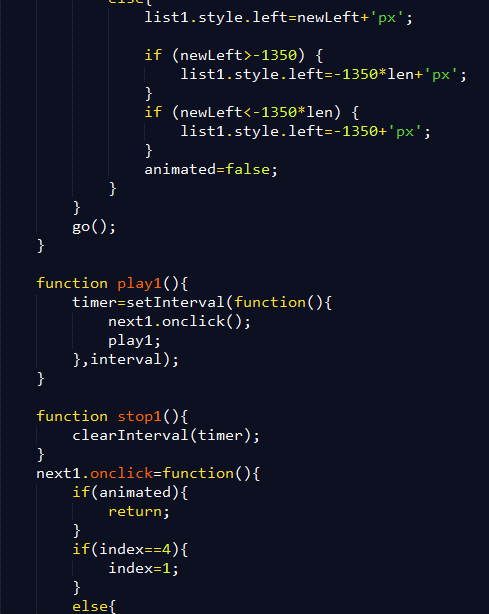 else{
list1.style.left=newLeft+'px';
if (newLeft>-1350) {
list1.style.left=-1350*len+'px';
}
if (newLeft<-1350*len) {
list1.style.left=-1350+'px';
}
animated=false;
}
}
go();
}
function play1(){
timer=setInterval(function(){
next1.onclick();
play1;
},interval);
}
function stop1(){
clearInterval(timer);
}
next1.onclick=function(){
if(animated){
return;
}
if(index==4){
index=1;
}
else{